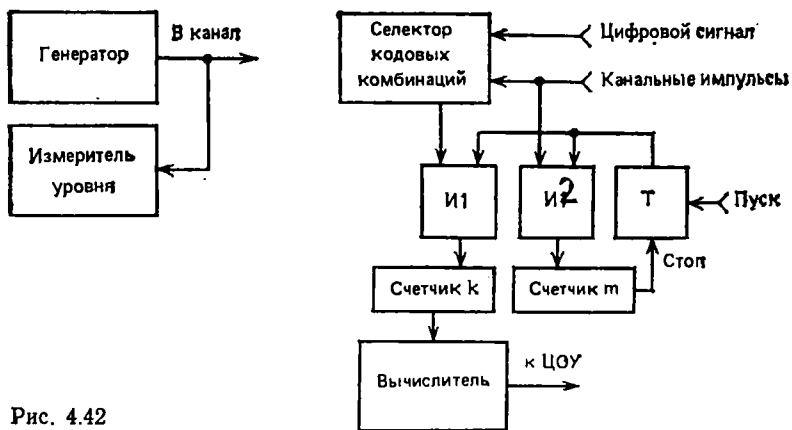 Генератор
В канал
Измеритель
уровня
Селектор
кодовых
комбинаций
Цифровой сигнал
Канальные импульсы
И1
И2
Т
Пуск
Стоп
Счетчик k
Счетчик m
Вычислитель
к ЦОУ
Рис. 4.42